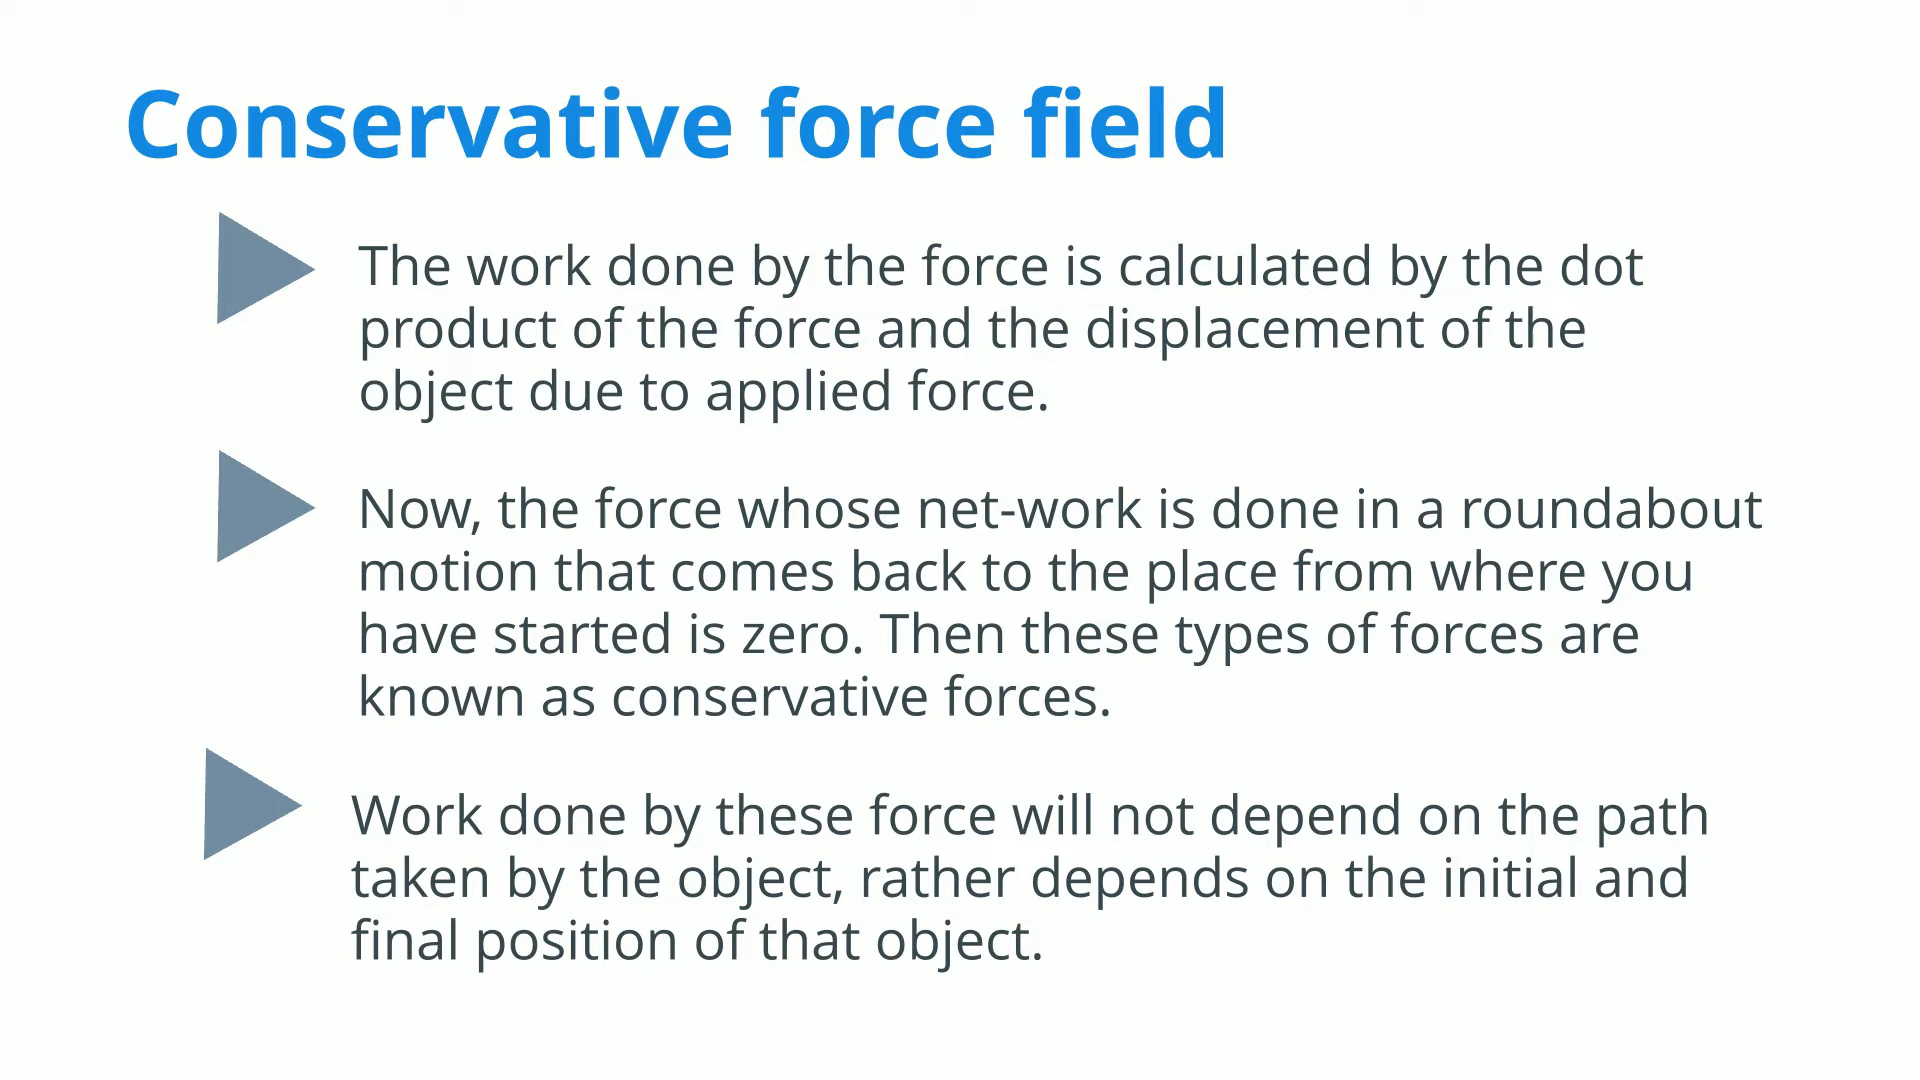 Conservative force field
The work done by the force is calculated by the dot
product of the force and the displacement of the
object due to applied force.
Now, the force whose net-work is done in a roundabout
motion that comes back to the place from where you
have started is zero. Then these types of forces are
known as conservative forces.
Work done by these force will not depend on the path
taken by the object, rather depends on the initial and
final position of that object.